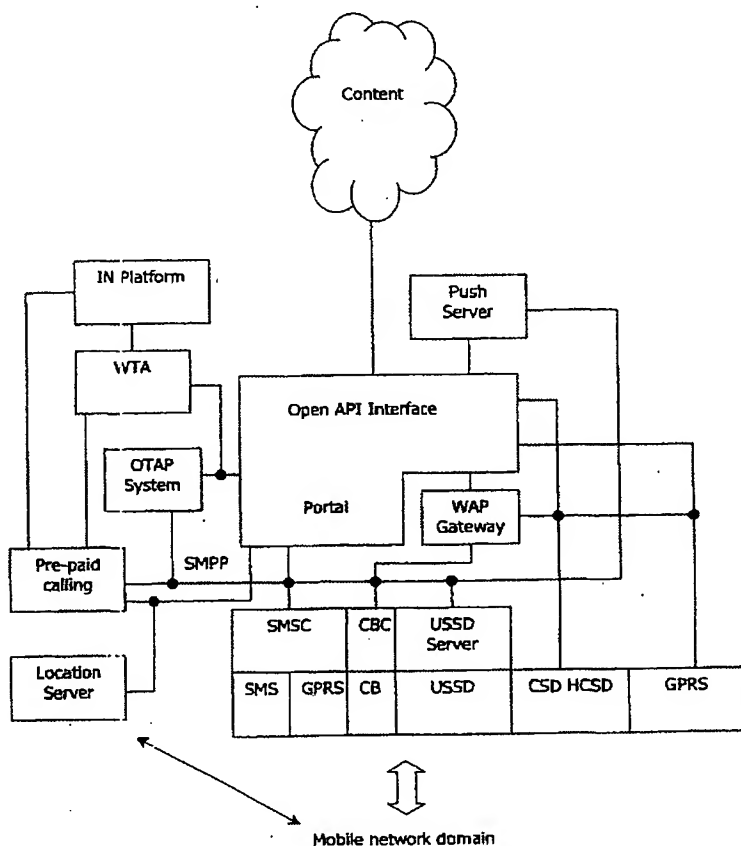 Content
IN Platform
Push
Server
WTA
Open API Interface
OTAP
System
Portal
WAP
Gateway
Pre-paid
calling
SMPP
SMSC
CBC
USSD
Server
Location
Server
SMS
GPRS
CB
USSD
CSD HCSD
GPRS
Mobile network domain